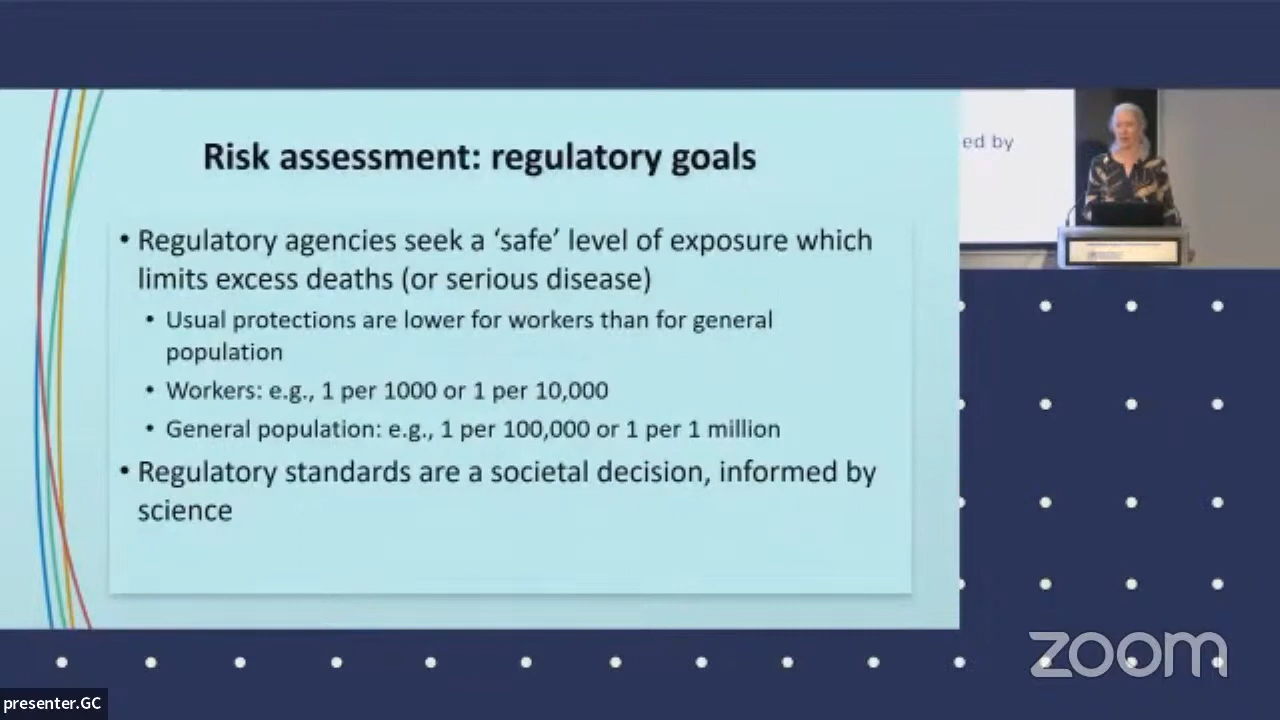 Risk assessment: regulatory goals
ed by
• Regulatory agencies seek a ‘safe’ level of exposure which
limits excess deaths (or serious disease)
• Usual protections are lower for workers than for general
population
• Workers: e.g., 1 per 1000 or 1 per 10,000
• General population: e.g., 1 per 100,000 or 1 per 1 million
• Regulatory standards are a societal decision, informed by
science
zoom
presenter.GC